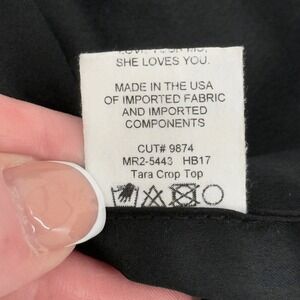 SHE LOVES YOU.
MADE IN THE USA
OF IMPORTED FABRIC
AND IMPORTED
COMPONENTS
CUT# 9874
MR2-5443 HB17
Tara Crop Top